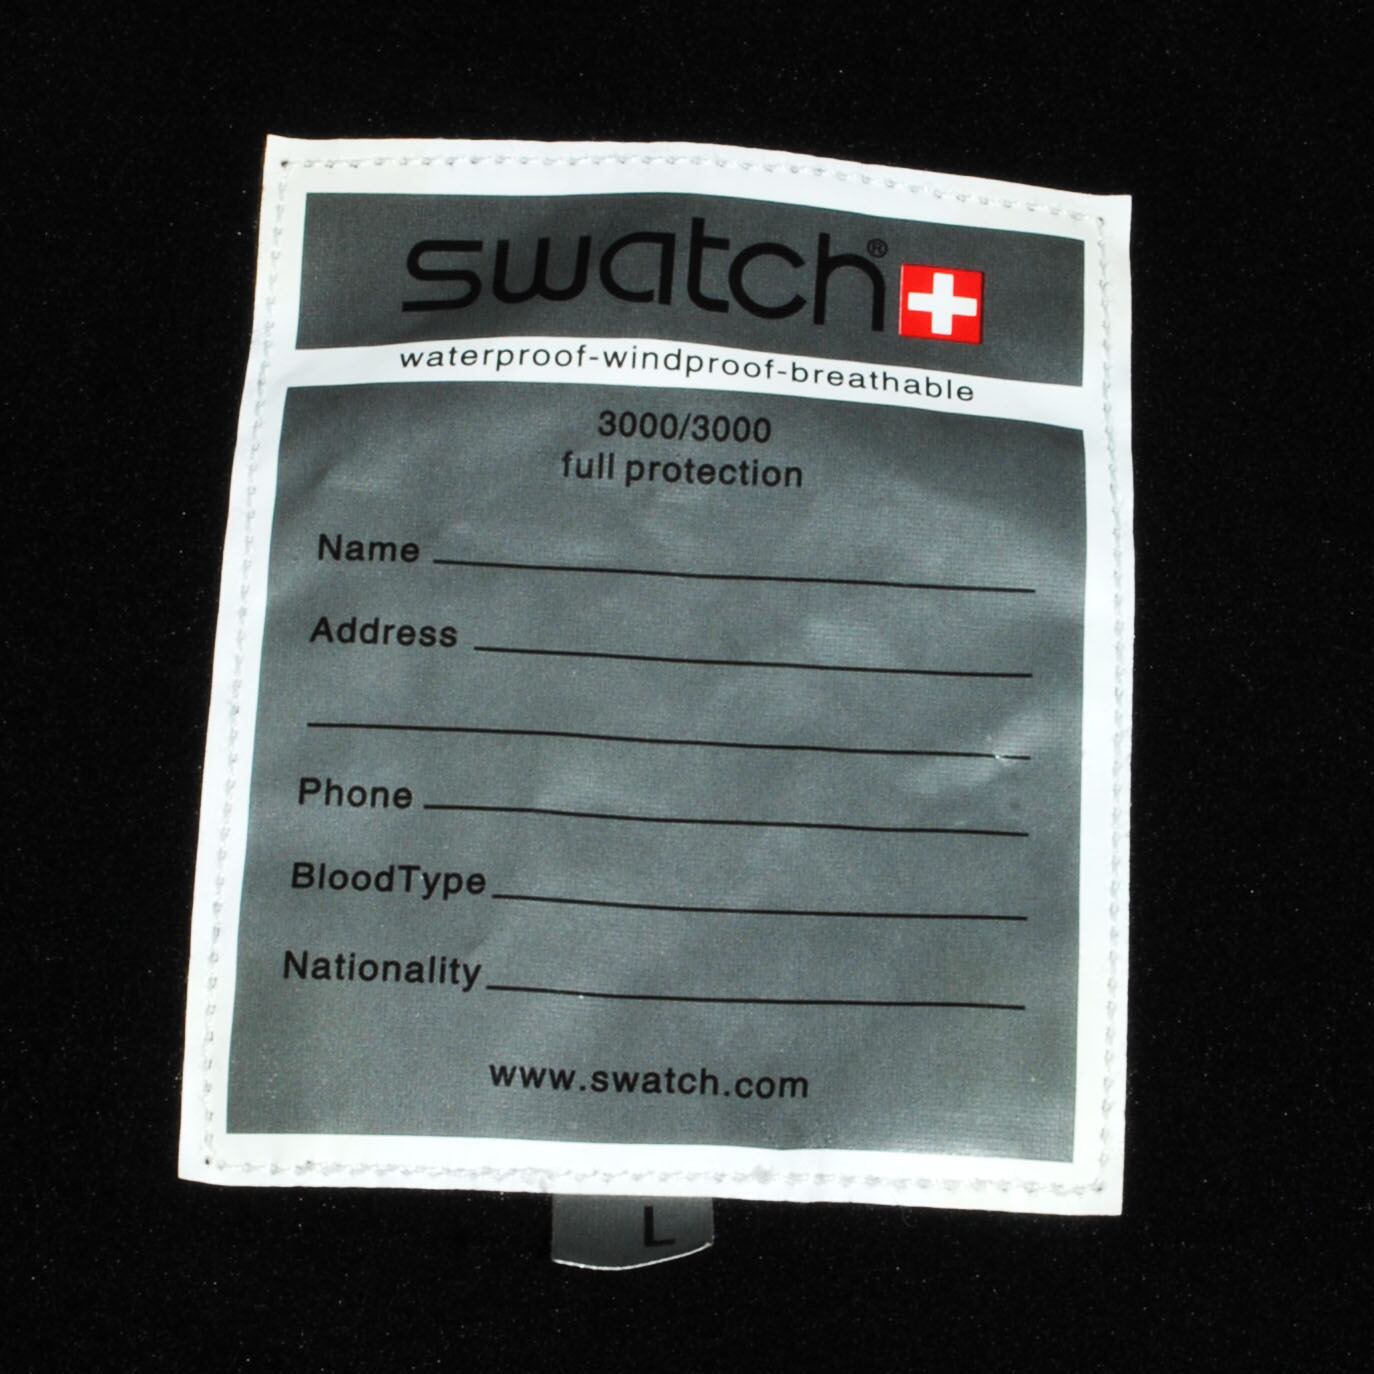 swatch®
waterproof-windproof-breathable
3000/3000
full protection
Name
Address
Phone
BloodType
Nationality
www.swatch.com
L